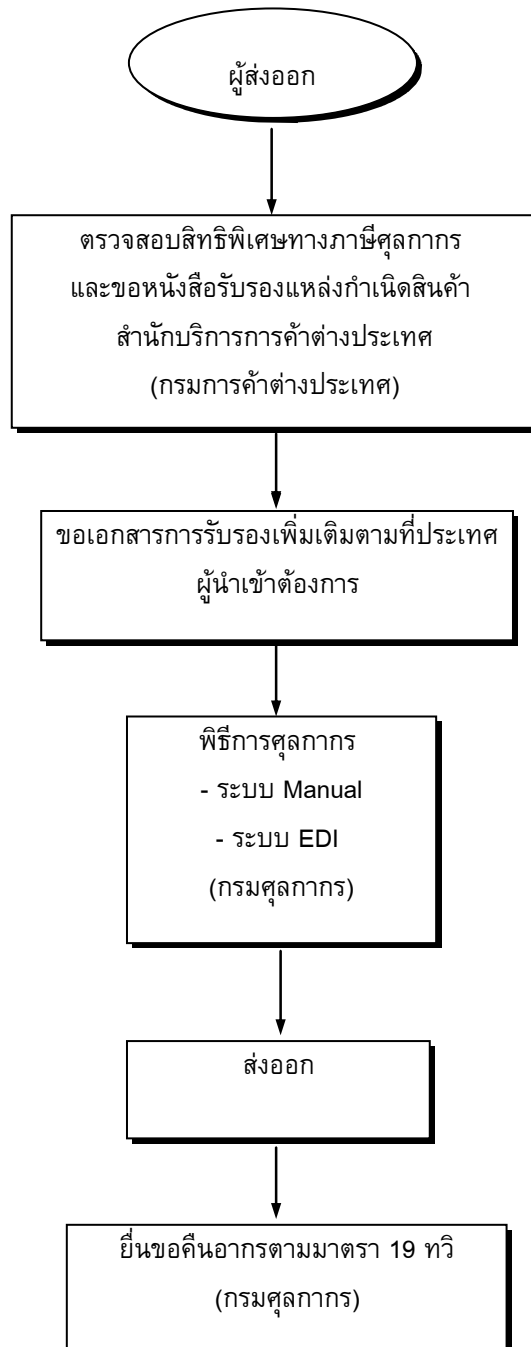 ผู้ส่งออก
ตรวจสอบสิทธิพิเศษทางภาษีศุลกากร
และขอหนังสือรับรองแหล่งกำเนิดสินค้า
สำนักบริการการค้าต่างประเทศ
(กรมการค้าต่างประเทศ)
ขอเอกสารการรับรองเพิ่มเติมตามที่ประเทศ
ผู้นำเข้าต้องการ
พิธีการศุลกากร
- ระบบ Manual
- ระบบ EDI
(กรมศุลกากร)
ส่งออก
ยื่นขอคืนอากรตามมาตรา 19 ทวิ
(กรมศุลกากร)